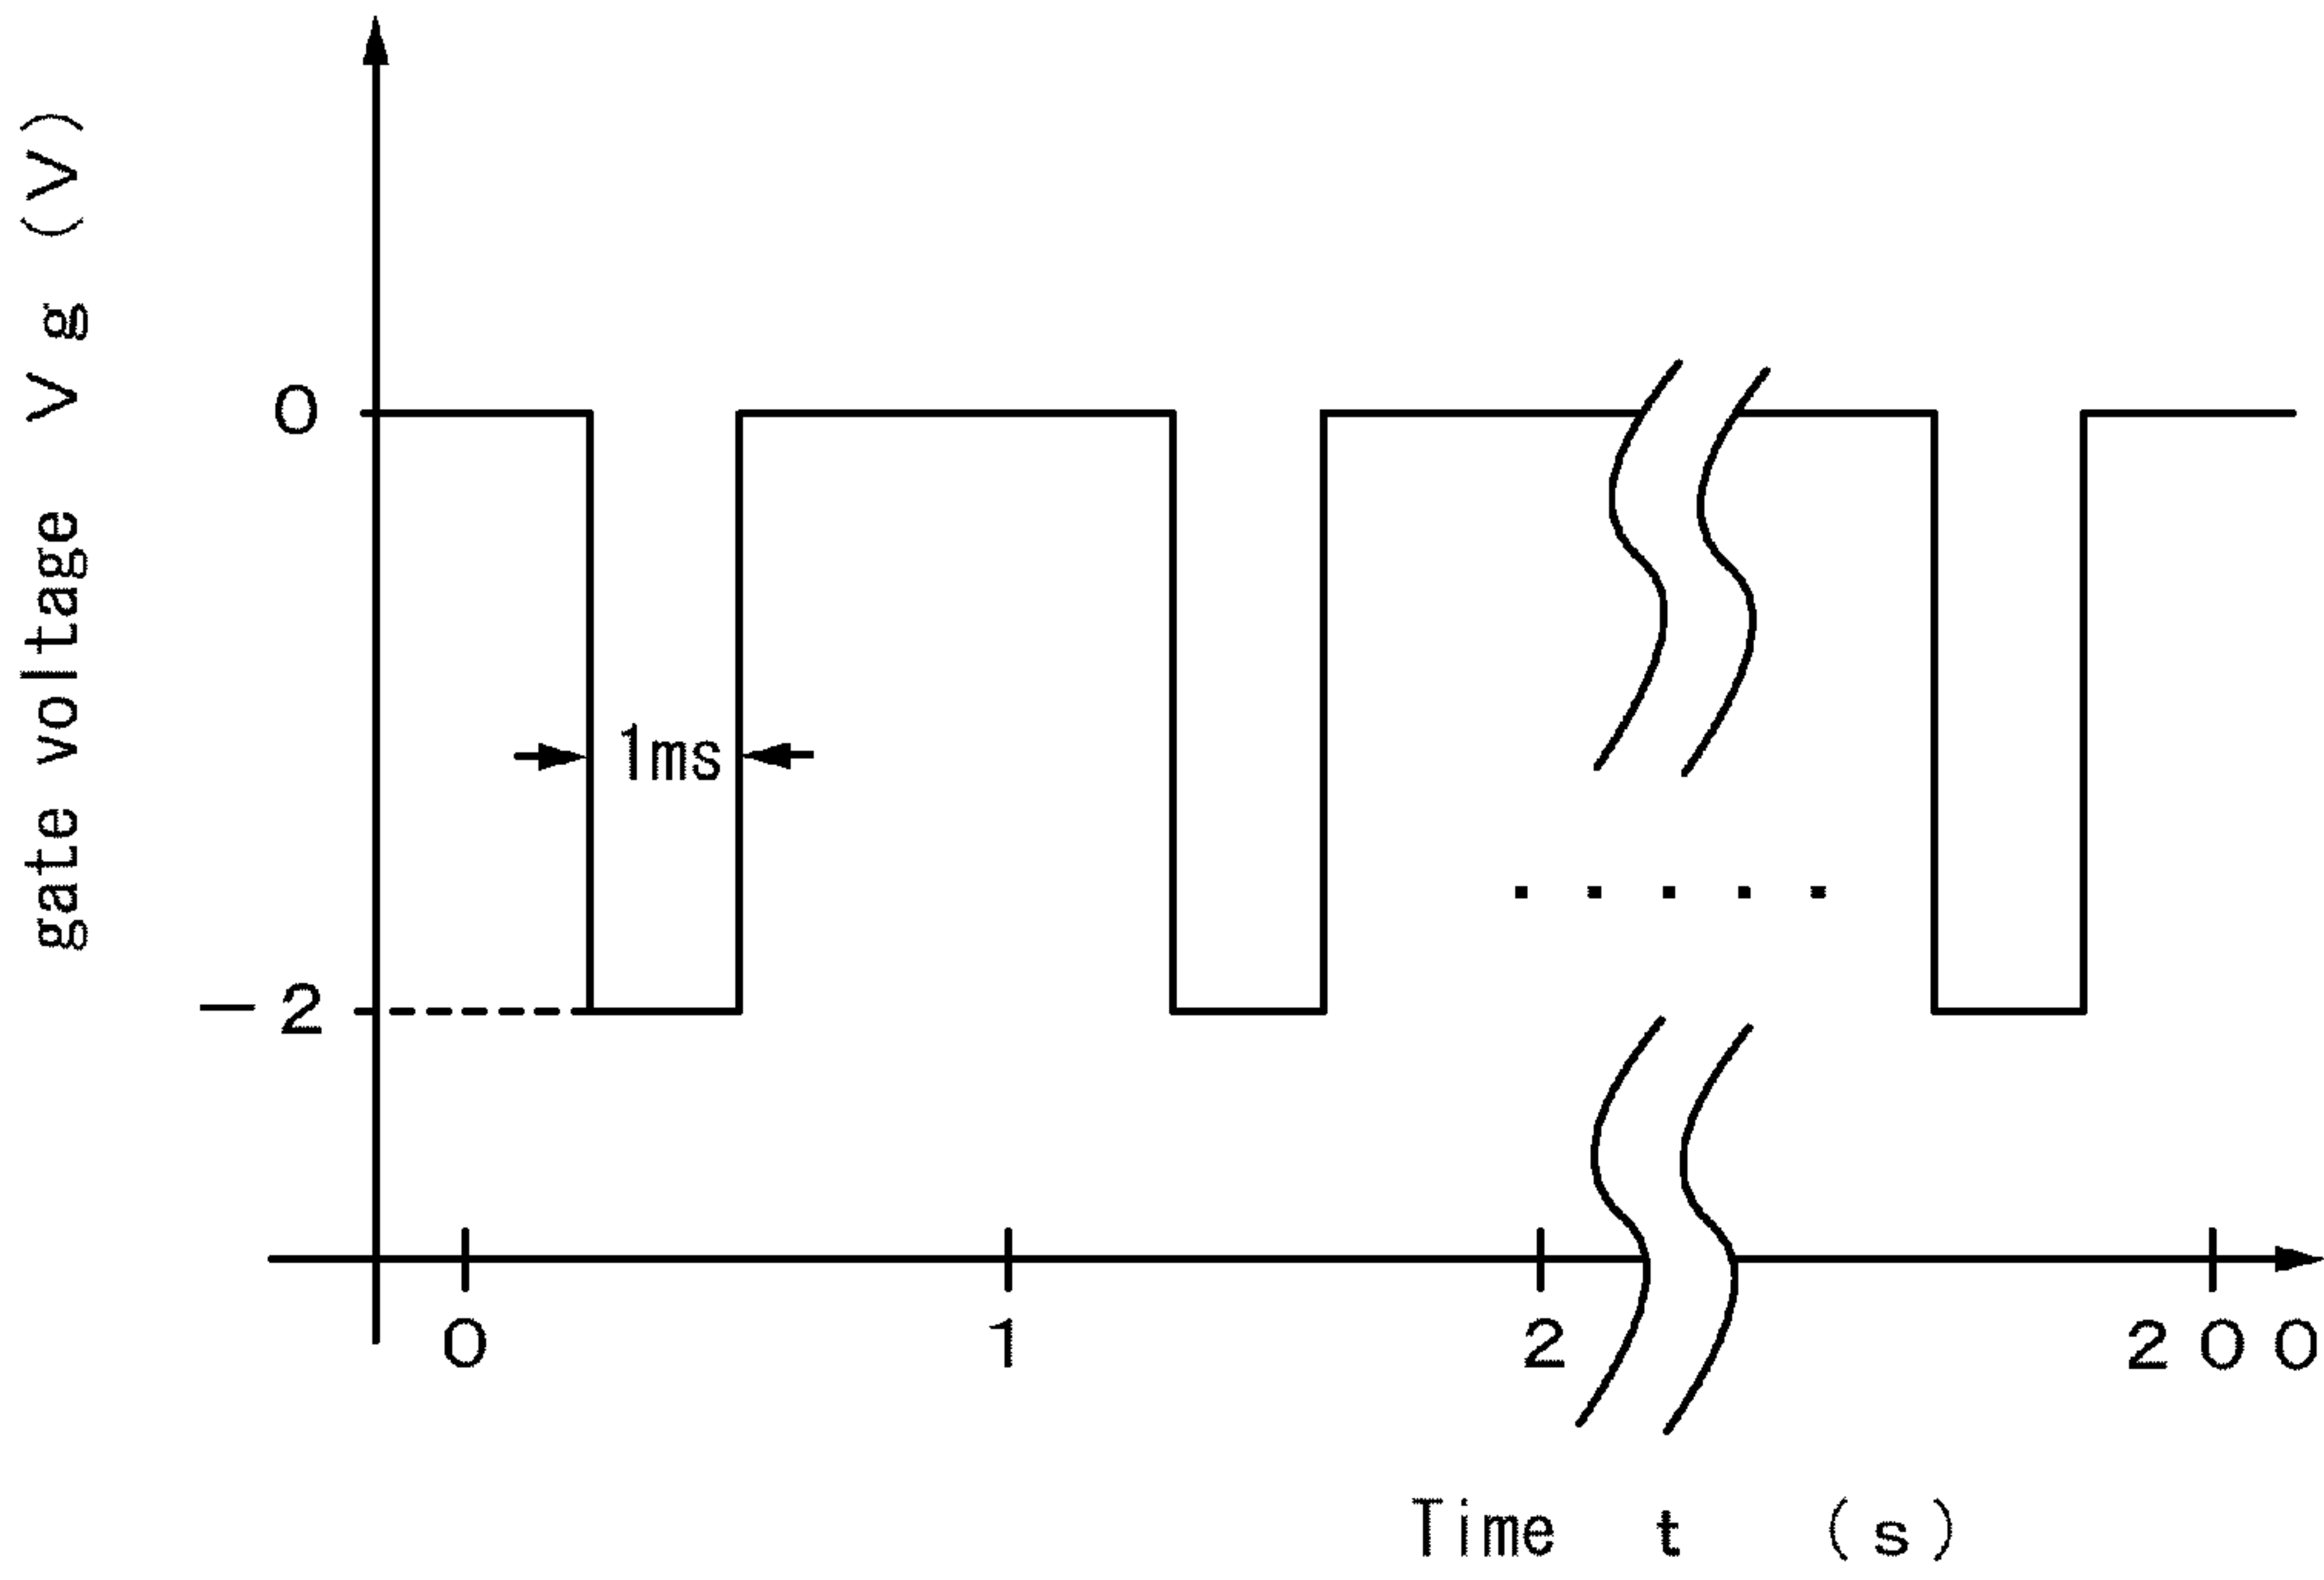 gate voltage Vg (V)
0
1ms
-2
0 1 2 200
Time t (s)